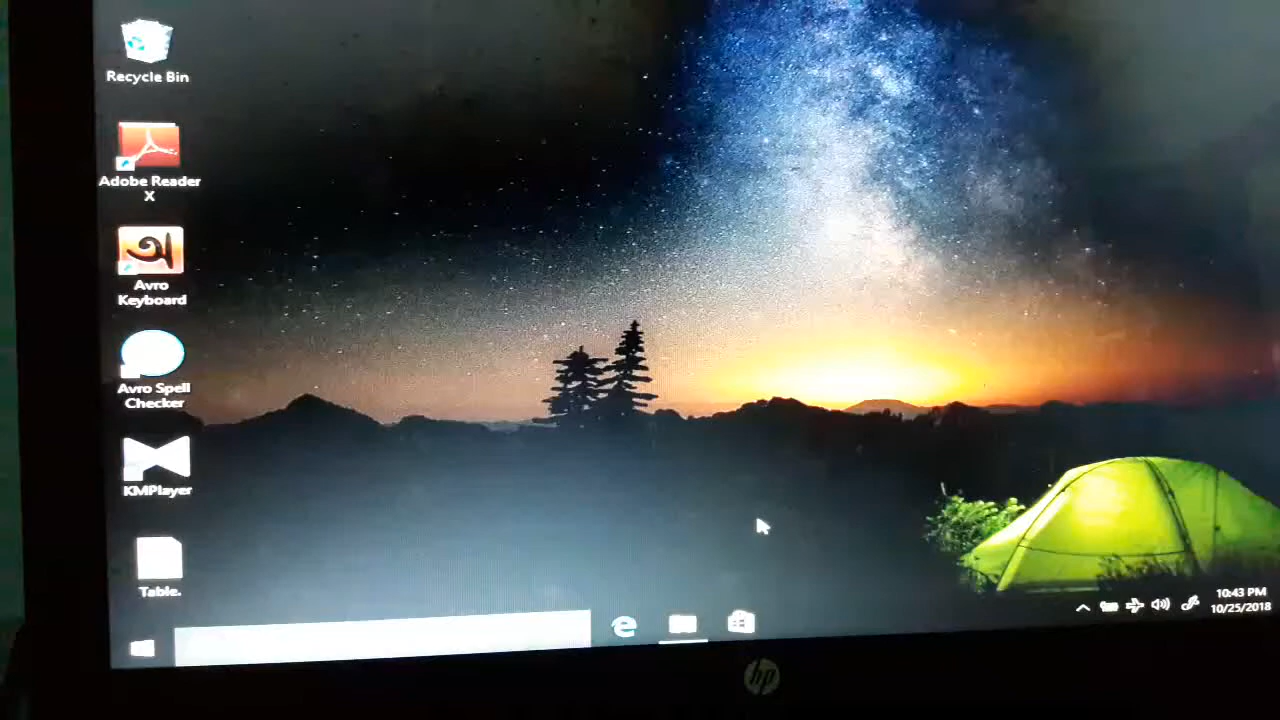 Recycle Bin
Adobe Reader
X
অ
Avro
Keyboard
Avro Spell
Checker
KMPlayer
Table.
10:43 PM
10/25/2018
hp